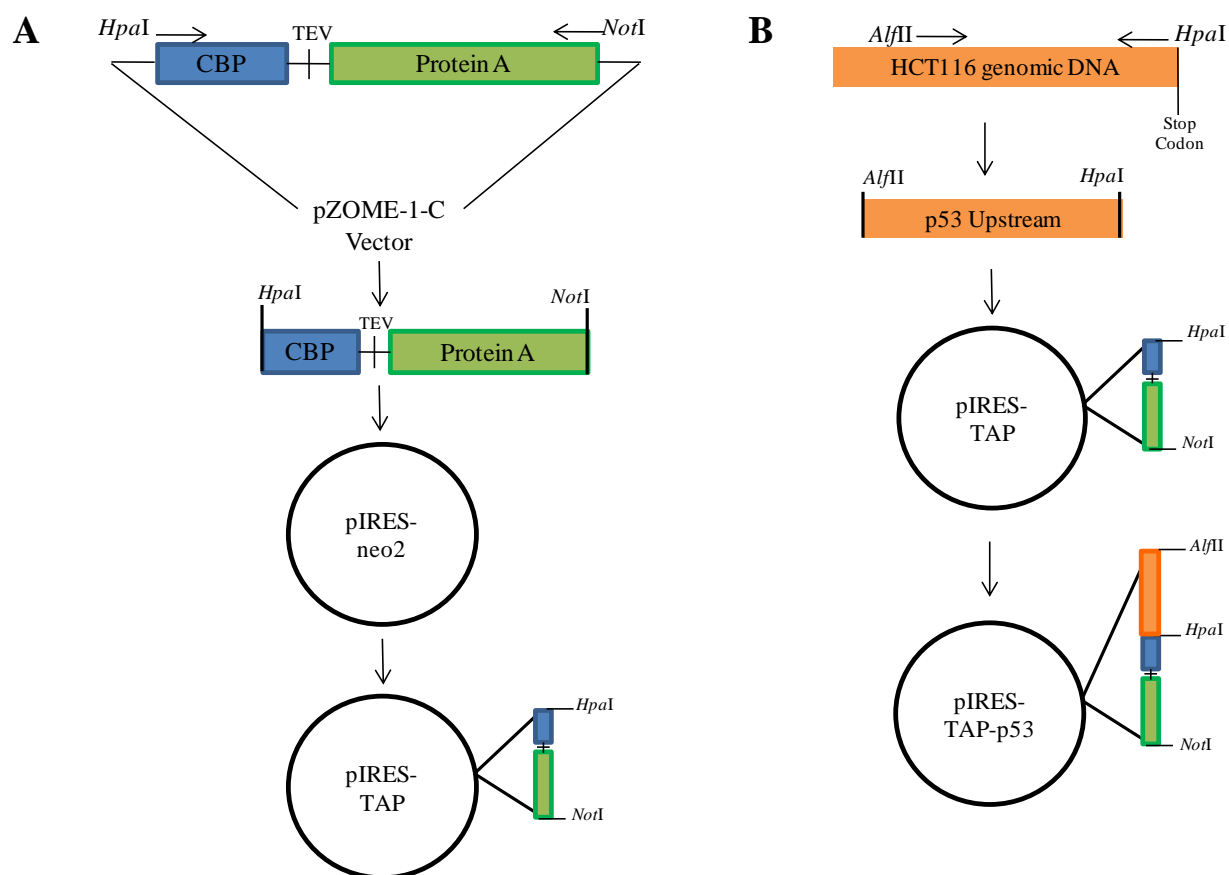 A
HpaI
TEV
NotI
CBP
Protein A
pZOME-1-C
Vector
HpaI
TEV
NotI
CBP
Protein A
pIRES-
neo2
pIRES-
TAP
HpaI
NotI
B
AlfII
HpaI
HCT116 genomic DNA
Stop
Codon
AlfII
HpaI
p53 Upstream
pIRES-
TAP
HpaI
NotI
pIRES-
TAP-p53
AlfII
HpaI
NotI